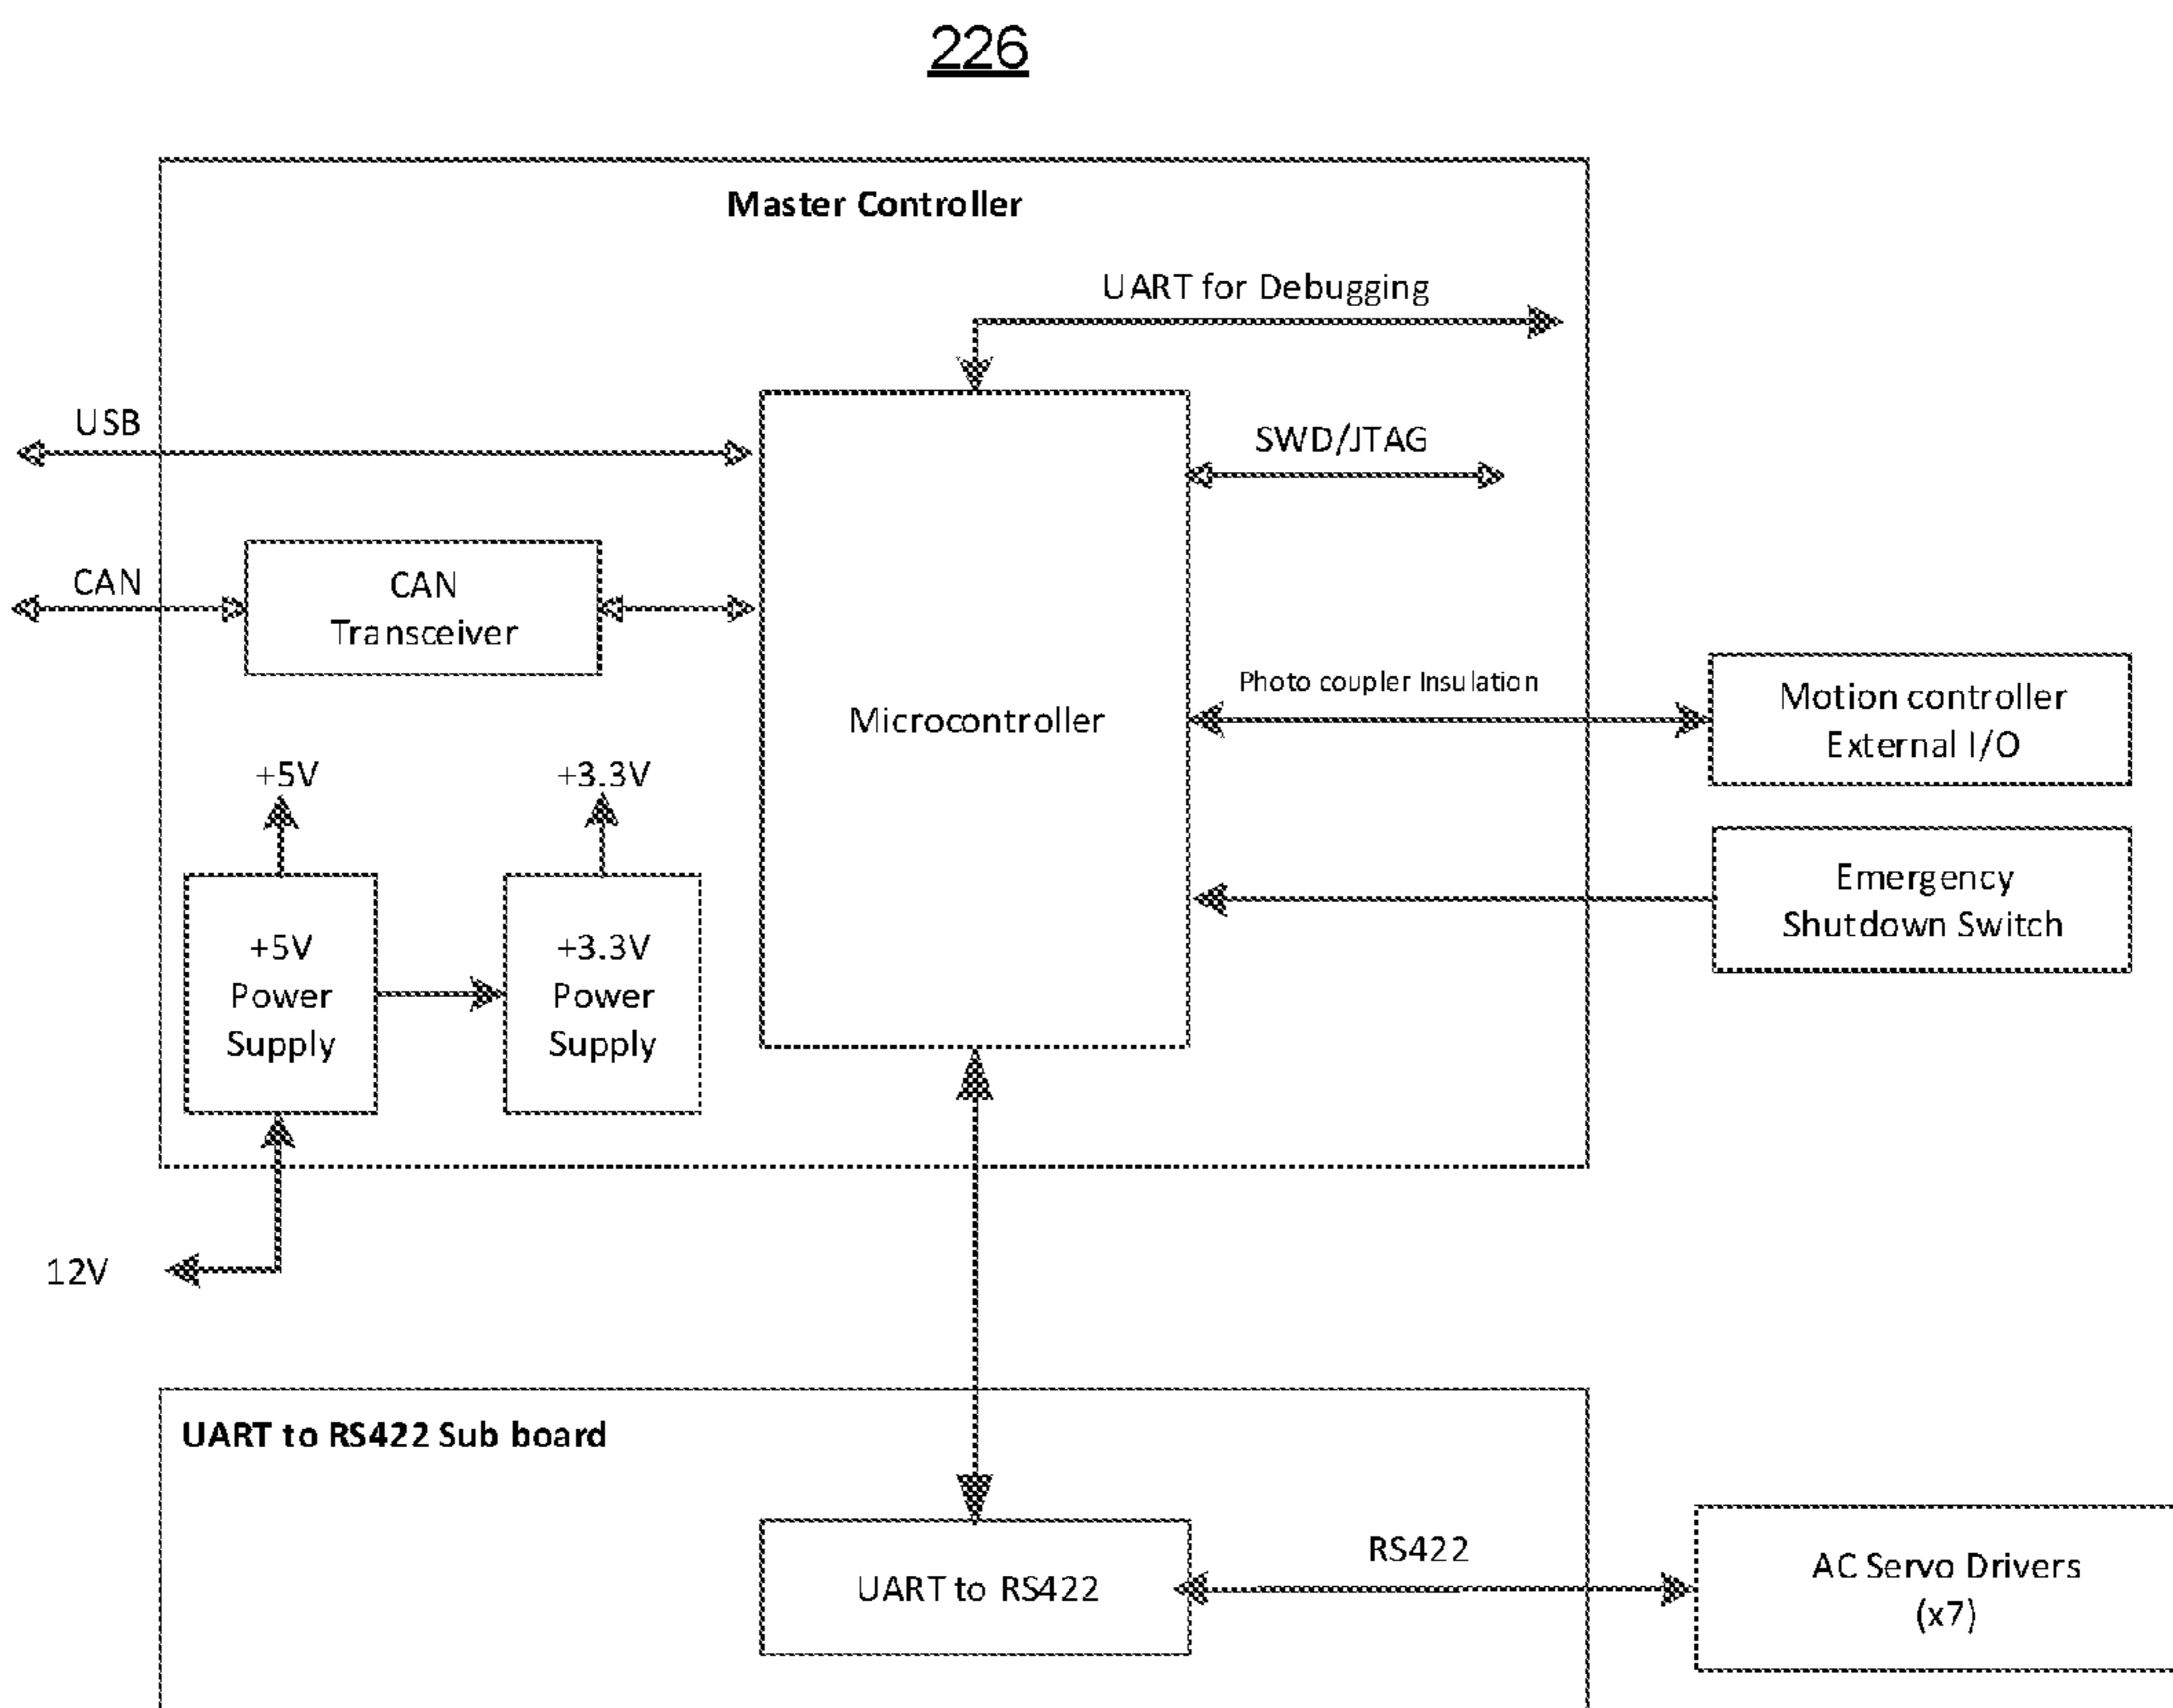 226
Master Controller
UART for Debugging
USB
SWD/JTAG
CAN
CAN
Transceiver
Photo coupler Insulation
Microcontroller
Motion controller
External I/O
+5V
+3.3V
Emergency
Shutdown Switch
+5V
Power
Supply
+3.3V
Power
Supply
12V
UART to RS422 Sub board
RS422
UART to RS422
AC Servo Drivers
(x7)